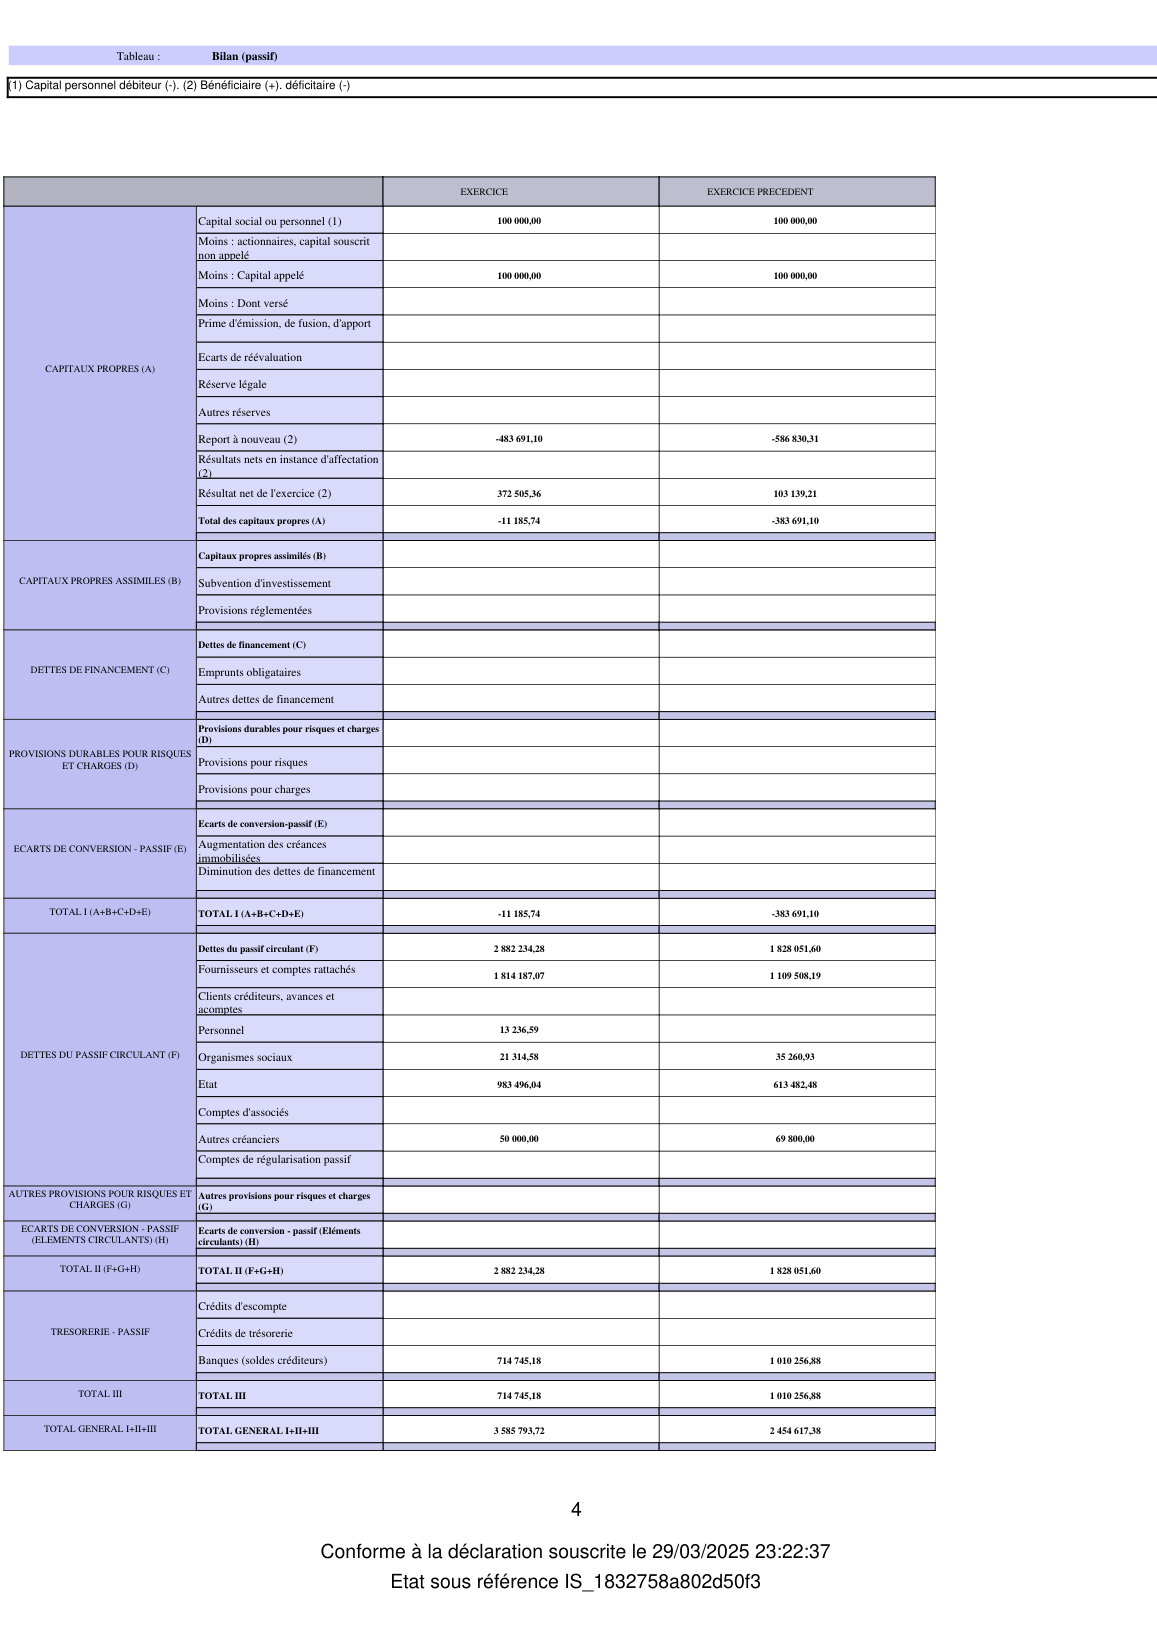 Tableau : Bilan (passif)
(1) Capital personnel débiteur (-). (2) Bénéficiaire (+). déficitaire (-)
EXERCICE EXERCICE PRECEDENT
CAPITAUX PROPRES (A)
Capital social ou personnel (1) 100 000,00 100 000,00
Moins : actionnaires, capital souscrit
non appelé
Moins : Capital appelé 100 000,00 100 000,00
Moins : Dont versé
Prime d'émission, de fusion, d'apport
Ecarts de réévaluation
Réserve légale
Autres réserves
Report à nouveau (2) -483 691,10 -586 830,31
Résultats nets en instance d'affectation
(2)
Résultat net de l'exercice (2) 372 505,36 103 139,21
Total des capitaux propres (A) -11 185,74 -383 691,10
CAPITAUX PROPRES ASSIMILES (B)
Capitaux propres assimilés (B)
Subvention d'investissement
Provisions réglementées
DETTES DE FINANCEMENT (C)
Dettes de financement (C)
Emprunts obligataires
Autres dettes de financement
PROVISIONS DURABLES POUR RISQUES
ET CHARGES (D)
Provisions durables pour risques et charges
(D)
Provisions pour risques
Provisions pour charges
ECARTS DE CONVERSION - PASSIF (E)
Ecarts de conversion-passif (E)
Augmentation des créances
immobilisées
Diminution des dettes de financement
TOTAL I (A+B+C+D+E) TOTAL I (A+B+C+D+E) -11 185,74 -383 691,10
DETTES DU PASSIF CIRCULANT (F)
Dettes du passif circulant (F) 2 882 234,28 1 828 051,60
Fournisseurs et comptes rattachés 1 814 187,07 1 109 508,19
Clients créditeurs, avances et
acomptes
Personnel 13 236,59
Organismes sociaux 21 314,58 35 260,93
Etat 983 496,04 613 482,48
Comptes d'associés
Autres créanciers 50 000,00 69 800,00
Comptes de régularisation passif
AUTRES PROVISIONS POUR RISQUES ET
CHARGES (G)
Autres provisions pour risques et charges
(G)
ECARTS DE CONVERSION - PASSIF
(ELEMENTS CIRCULANTS) (H)
Ecarts de conversion - passif (Eléments
circulants) (H)
TOTAL II (F+G+H) TOTAL II (F+G+H) 2 882 234,28 1 828 051,60
TRESORERIE - PASSIF
Crédits d'escompte
Crédits de trésorerie
Banques (soldes créditeurs) 714 745,18 1 010 256,88
TOTAL III TOTAL III 714 745,18 1 010 256,88
TOTAL GENERAL I+II+III TOTAL GENERAL I+II+III 3 585 793,72 2 454 617,38
4
Conforme à la déclaration souscrite le 29/03/2025 23:22:37
Etat sous référence IS_1832758a802d50f3